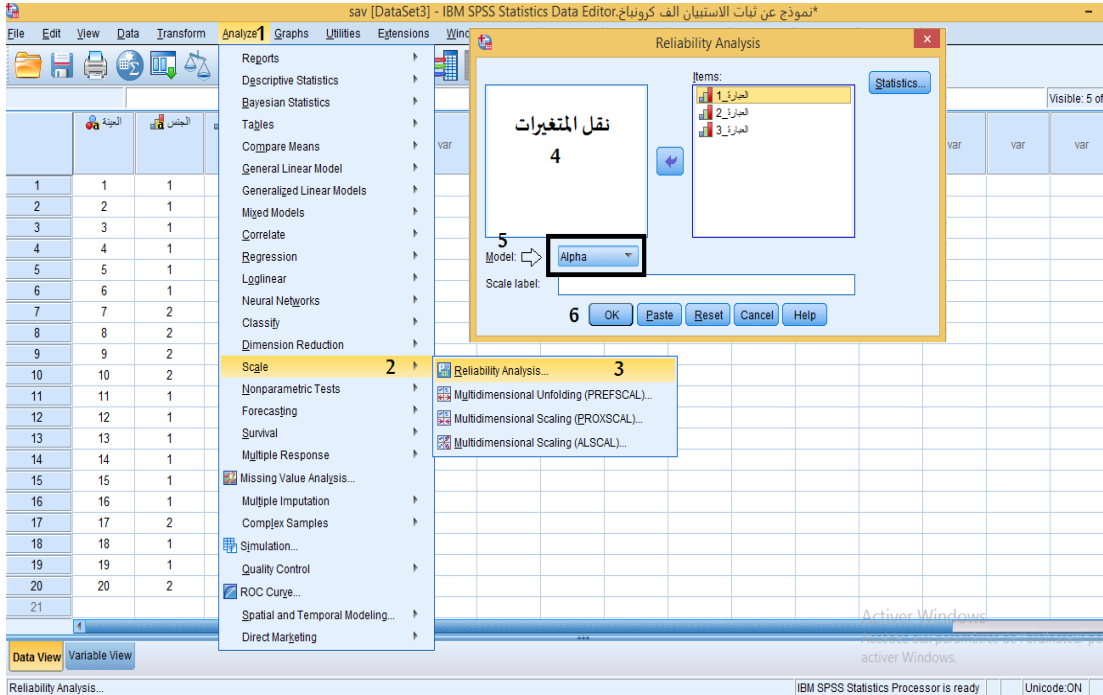 *نموذج عن ثبات الاستبيان الف كرونباخ.sav [DataSet3] - IBM SPSS Statistics Data Editor
File Edit View Data Transform Analyze 1 Graphs Utilities Extensions Wind
Visible: 5 of
العينة الجنس var var var var
1 1 1
2 2 1
3 3 1
4 4 1
5 5 1
6 6 1
7 7 2
8 8 2
9 9 2
10 10 2
11 11 1
12 12 1
13 13 1
14 14 1
15 15 1
16 16 1
17 17 2
18 18 1
19 19 1
20 20 2
21
Reports
Descriptive Statistics
Bayesian Statistics
Tables
Compare Means
General Linear Model
Generalized Linear Models
Mixed Models
Correlate
Regression
Loglinear
Neural Networks
Classify
Dimension Reduction
Scale 2
Nonparametric Tests
Forecasting
Survival
Multiple Response
Missing Value Analysis...
Multiple Imputation
Complex Samples
Simulation...
Quality Control
ROC Curve...
Spatial and Temporal Modeling...
Direct Marketing
Reliability Analysis... 3
Multidimensional Unfolding (PREFSCAL)...
Multidimensional Scaling (PROXSCAL)...
Multidimensional Scaling (ALSCAL)...
Reliability Analysis
Items:
Statistics...
العبارة_1
العبارة_2
العبارة_3
نقل المتغيرات
4
5
Model: Alpha
Scale label:
6 OK Paste Reset Cancel Help
Activer Windows
activer Windows.
Data View Variable View
Reliability Analysis... IBM SPSS Statistics Processor is ready Unicode:ON